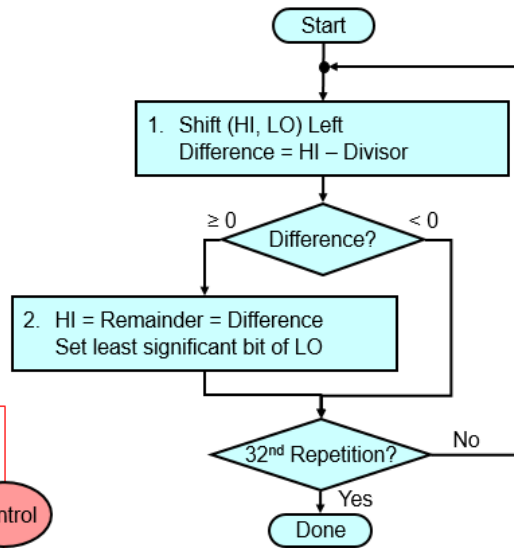 Start
1. Shift (HI, LO) Left
Difference = HI – Divisor
≥ 0
< 0
Difference?
2. HI = Remainder = Difference
Set least significant bit of LO
32nd Repetition?
No
Yes
Done